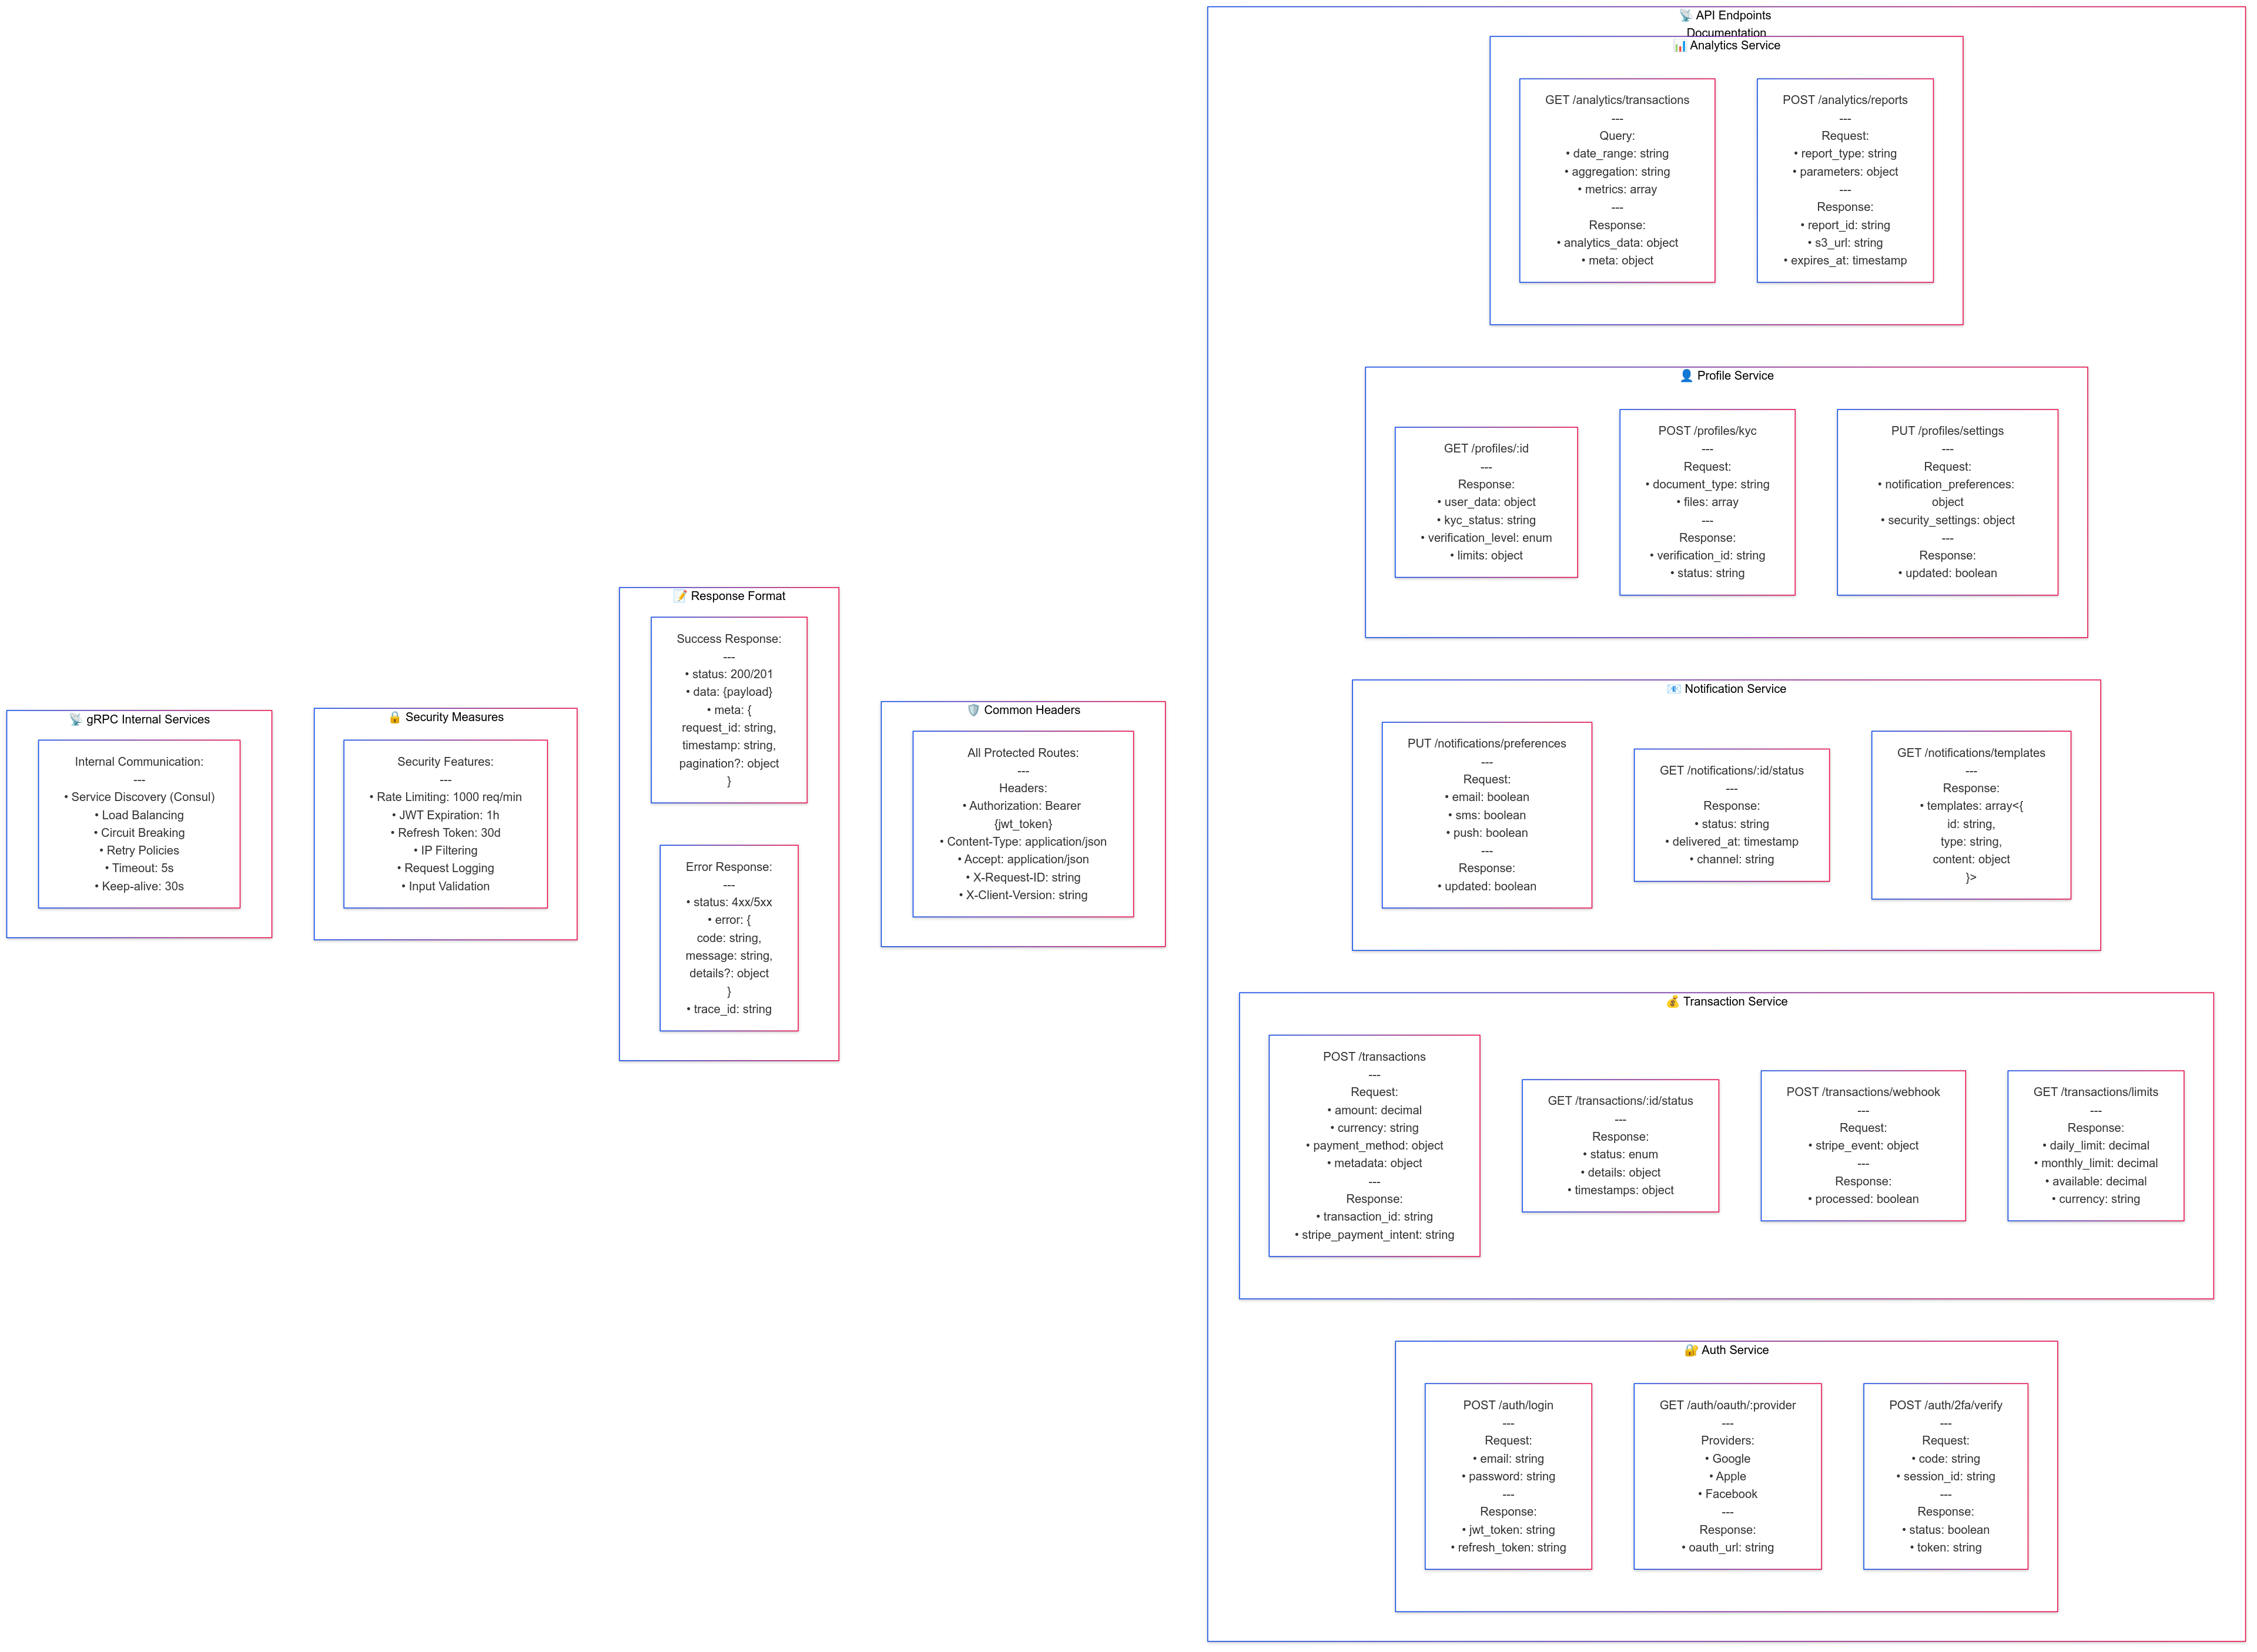 📡 gRPC Internal Services
Internal Communication:
---
• Service Discovery (Consul)
• Load Balancing
• Circuit Breaking
• Retry Policies
• Timeout: 5s
• Keep-alive: 30s
🔒 Security Measures
Security Features:
---
• Rate Limiting: 1000 req/min
• JWT Expiration: 1h
• Refresh Token: 30d
• IP Filtering
• Request Logging
• Input Validation
📝 Response Format
Success Response:
---
• status: 200/201
• data: {payload}
• meta: {
request_id: string,
timestamp: string,
pagination?: object
}
Error Response:
---
• status: 4xx/5xx
• error: {
code: string,
message: string,
details?: object
}
• trace_id: string
🛡️ Common Headers
All Protected Routes:
---
Headers:
• Authorization: Bearer
{jwt_token}
• Content-Type: application/json
• Accept: application/json
• X-Request-ID: string
• X-Client-Version: string
📡 API Endpoints
Documentation
📊 Analytics Service
GET /analytics/transactions
---
Query:
• date_range: string
• aggregation: string
• metrics: array
---
Response:
• analytics_data: object
• meta: object
POST /analytics/reports
---
Request:
• report_type: string
• parameters: object
---
Response:
• report_id: string
• s3_url: string
• expires_at: timestamp
👤 Profile Service
GET /profiles/:id
---
Response:
• user_data: object
• kyc_status: string
• verification_level: enum
• limits: object
POST /profiles/kyc
---
Request:
• document_type: string
• files: array
---
Response:
• verification_id: string
• status: string
PUT /profiles/settings
---
Request:
• notification_preferences:
object
• security_settings: object
---
Response:
• updated: boolean
📧 Notification Service
PUT /notifications/preferences
---
Request:
• email: boolean
• sms: boolean
• push: boolean
---
Response:
• updated: boolean
GET /notifications/:id/status
---
Response:
• status: string
• delivered_at: timestamp
• channel: string
GET /notifications/templates
---
Response:
• templates: array<{
id: string,
type: string,
content: object
}>
💰 Transaction Service
POST /transactions
---
Request:
• amount: decimal
• currency: string
• payment_method: object
• metadata: object
---
Response:
• transaction_id: string
• stripe_payment_intent: string
GET /transactions/:id/status
---
Response:
• status: enum
• details: object
• timestamps: object
POST /transactions/webhook
---
Request:
• stripe_event: object
---
Response:
• processed: boolean
GET /transactions/limits
---
Response:
• daily_limit: decimal
• monthly_limit: decimal
• available: decimal
• currency: string
🔐 Auth Service
POST /auth/login
---
Request:
• email: string
• password: string
---
Response:
• jwt_token: string
• refresh_token: string
GET /auth/oauth/:provider
---
Providers:
• Google
• Apple
• Facebook
---
Response:
• oauth_url: string
POST /auth/2fa/verify
---
Request:
• code: string
• session_id: string
---
Response:
• status: boolean
• token: string